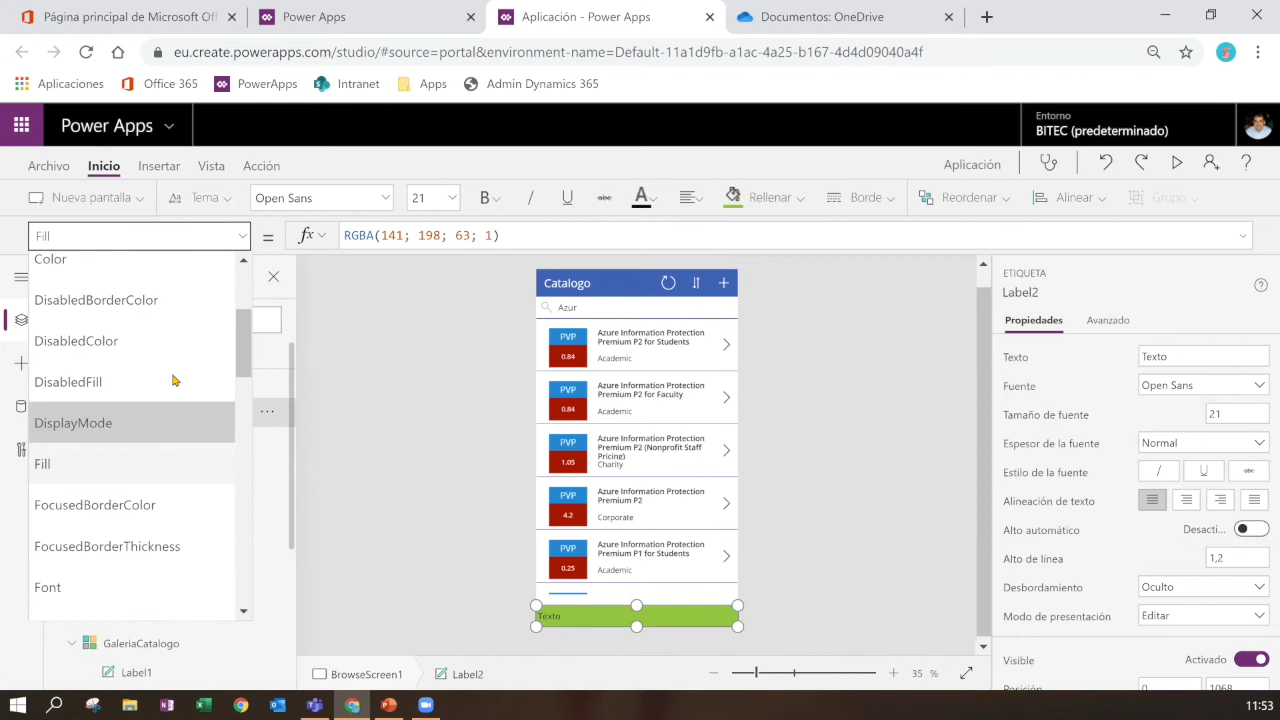 Página principal de Microsoft Off
Power Apps
Aplicación - Power Apps
Documentos: OneDrive
eu.create.powerapps.com/studio/#source=portal&environment-name=Default-11a1d9fb-a1ac-4a25-b167-4d4d09040a4f
Aplicaciones
Office 365
PowerApps
Intranet
Apps
Admin Dynamics 365
Power Apps
Entorno
BITEC (predeterminado)
Archivo
Inicio
Insertar
Vista
Acción
Aplicación
Nueva pantalla
Tema
Open Sans
21
B
Rellenar
Borde
Reordenar
Alinear
Grupo
Fill
= fx
RGBA(141; 198; 63; 1)
Color
DisabledBorderColor
DisabledColor
DisabledFill
DisplayMode
Fill
FocusedBorderColor
FocusedBorderThickness
Font
GaleriaCatalogo
Label1
Catalogo
Azur
PVP
0.84
Azure Information Protection
Premium P2 for Students
Academic
PVP
0.84
Azure Information Protection
Premium P2 for Faculty
Academic
PVP
1.05
Azure Information Protection
Premium P2 (Nonprofit Staff
Pricing)
Charity
PVP
4.2
Azure Information Protection
Premium P2
Corporate
PVP
0.25
Azure Information Protection
Premium P1 for Students
Academic
Texto
BrowseScreen1
Label2
35 %
ETIQUETA
Label2
Propiedades
Avanzado
Texto
Texto
Fuente
Open Sans
Tamaño de fuente
21
Espesor de la fuente
Normal
Estilo de la fuente
/ U abc
Alineación de texto
Alto automático
Desacti...
Alto de línea
1,2
Desbordamiento
Oculto
Modo de presentación
Editar
Visible
Activado
Posición
0
1068
11:53